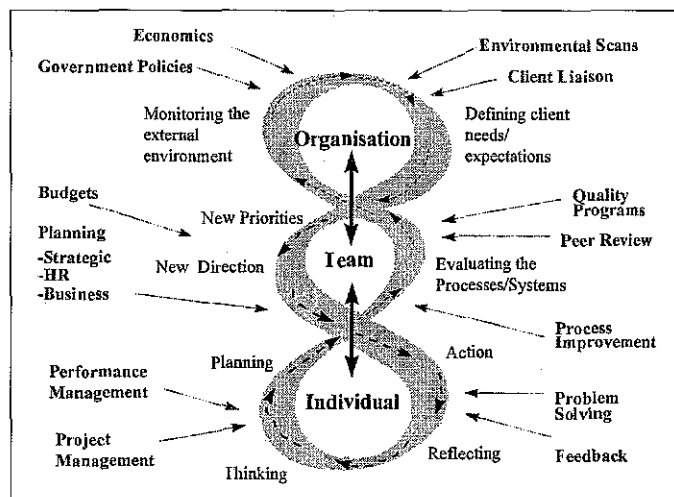 Economics
Government Policies
Environmental Scans
Client Liaison
Monitoring the
external
environment
Organisation
Defining client
needs/
expectations
Budgets
Planning
-Strategic
-HR
-Business
New Priorities
New Direction
Team
Quality
Programs
Peer Review
Evaluating the
Processes/Systems
Process
Improvement
Planning
Action
Performance
Management
Individual
Problem
Solving
Project
Management
Thinking
Reflecting
Feedback